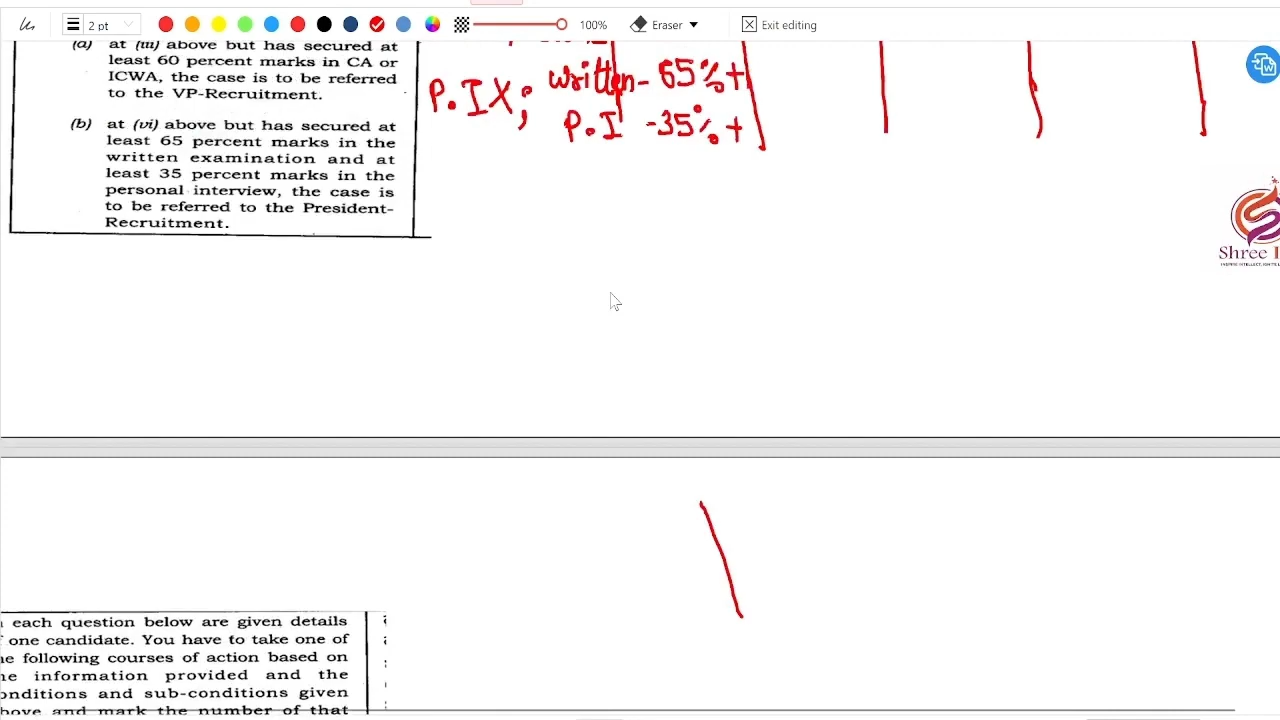 2 pt
100%
Eraser
Exit editing
(a) at (iii) above but has secured at
least 60 percent marks in CA or
ICWA, the case is to be referred
to the VP-Recruitment.
(b) at (vi) above but has secured at
least 65 percent marks in the
written examination and at
least 35 percent marks in the
personal interview, the case is
to be referred to the President-
Recruitment.
P.I X; written - 65%+
P.I - 35%+
Shree I
each question below are given details
one candidate. You have to take one of
following courses of action based on
information provided and the
and sub-conditions given
and mark the number of that